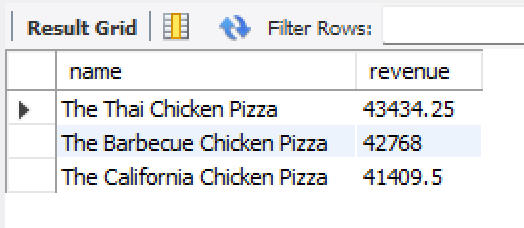 Result Grid Filter Rows:
name revenue
The Thai Chicken Pizza 43434.25
The Barbecue Chicken Pizza 42768
The California Chicken Pizza 41409.5